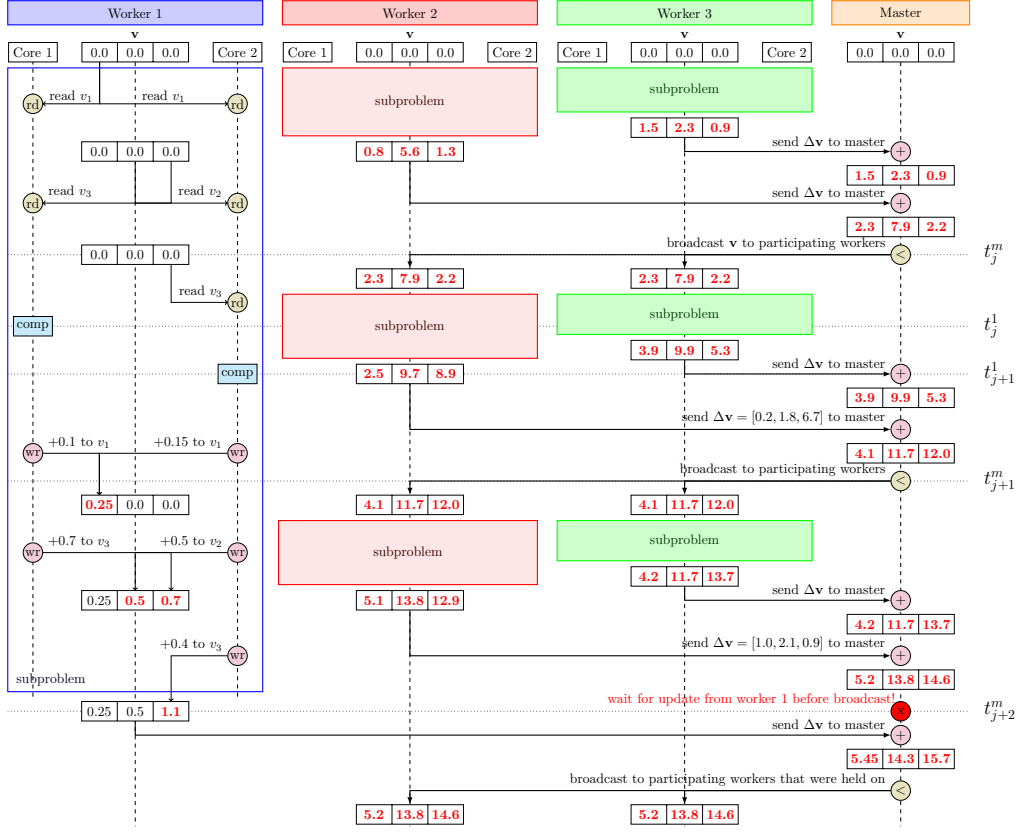 Worker 1 Worker 2 Worker 3 Master
v v v v
Core 1 0.0 0.0 0.0 Core 2 Core 1 0.0 0.0 0.0 Core 2 Core 1 0.0 0.0 0.0 Core 2 0.0 0.0 0.0
subproblem
rd read v₁ read v₁ rd subproblem
1.5 2.3 0.9
send Δv to master
0.0 0.0 0.0 0.8 5.6 1.3 +
1.5 2.3 0.9
rd read v₃ read v₂ rd send Δv to master +
2.3 7.9 2.2
broadcast v to participating workers
0.0 0.0 0.0 < t_j^m
2.3 7.9 2.2 2.3 7.9 2.2
read v₃ rd
subproblem
comp subproblem t_j^1
3.9 9.9 5.3
send Δv to master
comp 2.5 9.7 8.9 + t_{j+1}^1
3.9 9.9 5.3
send Δv = [0.2, 1.8, 6.7] to master
+
wr +0.1 to v₁ +0.15 to v₁ wr 4.1 11.7 12.0
broadcast to participating workers
< t_{j+1}^m
0.25 0.0 0.0 4.1 11.7 12.0 4.1 11.7 12.0
subproblem
wr +0.7 to v₃ +0.5 to v₂ wr subproblem
4.2 11.7 13.7
send Δv to master
0.25 0.5 0.7 5.1 13.8 12.9 +
4.2 11.7 13.7
+0.4 to v₃ wr send Δv = [1.0, 2.1, 0.9] to master +
subproblem 5.2 13.8 14.6
wait for update from worker 1 before broadcast!
0.25 0.5 1.1 x t_{j+2}^m
send Δv to master +
5.45 14.3 15.7
broadcast to participating workers that were held on <
5.2 13.8 14.6 5.2 13.8 14.6